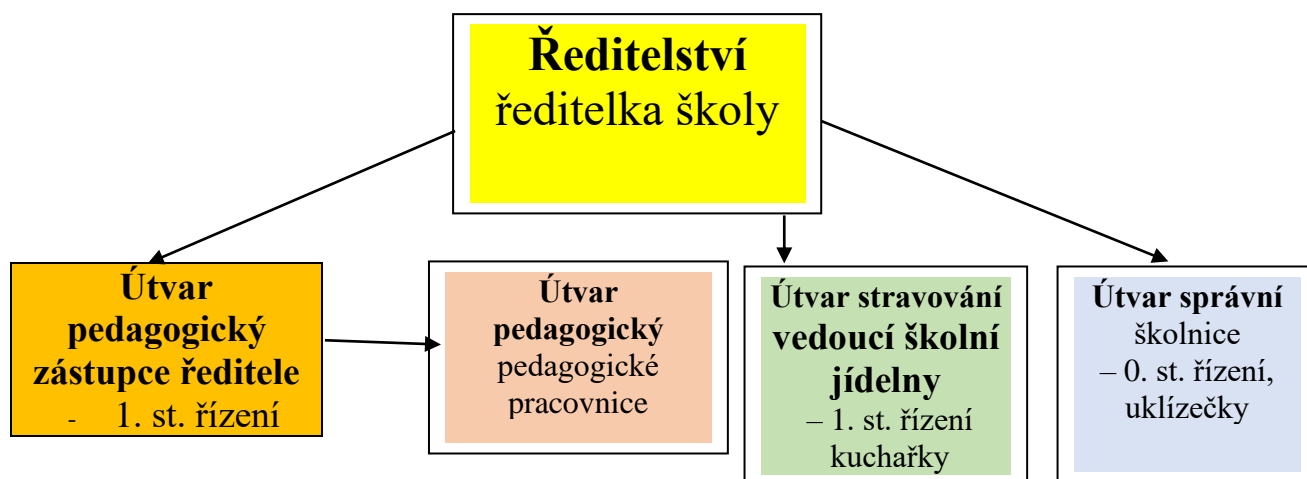 Ředitelství
ředitelka školy
Útvar
pedagogický
zástupce ředitele
- 1. st. řízení
Útvar
pedagogický
pedagogické
pracovnice
Útvar stravování
vedoucí školní
jídelny
– 1. st. řízení
kuchařky
Útvar správní
školnice
– 0. st. řízení,
uklízečky